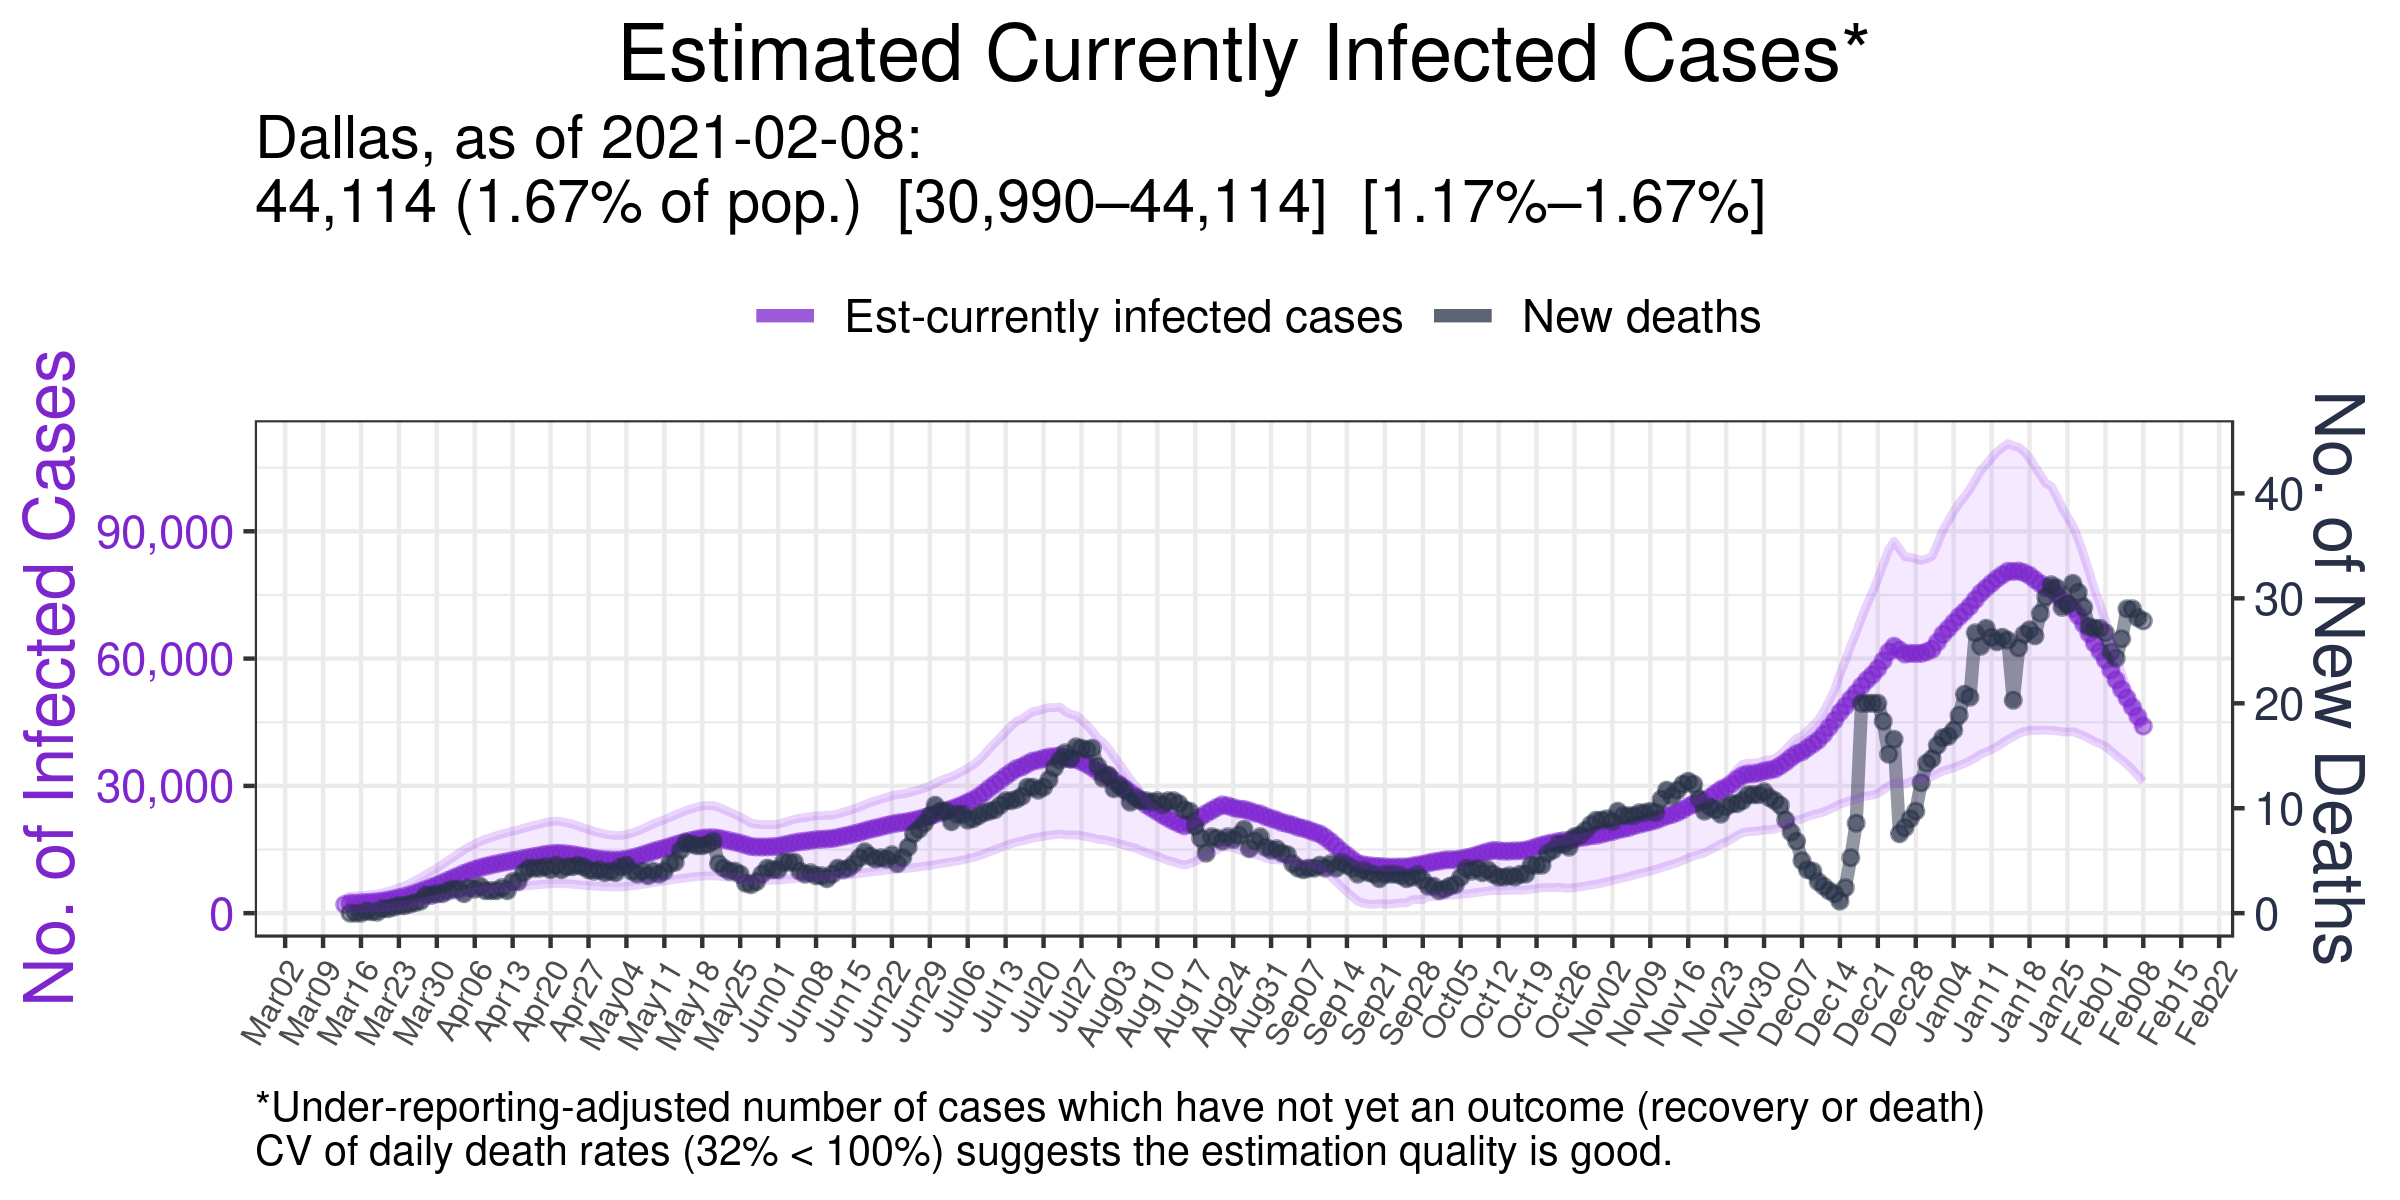 Estimated Currently Infected Cases*
Dallas, as of 2021-02-08:
44,114 (1.67% of pop.) [30,990–44,114] [1.17%–1.67%]
Est-currently infected cases
New deaths
No. of Infected Cases
90,000
60,000
30,000
0
40
30
20
10
0
No. of New Deaths
Mar02
Mar09
Mar16
Mar23
Mar30
Apr06
Apr13
Apr20
Apr27
May04
May11
May18
May25
Jun01
Jun08
Jun15
Jun22
Jun29
Jul06
Jul13
Jul20
Jul27
Aug03
Aug10
Aug17
Aug24
Aug31
Sep07
Sep14
Sep21
Sep28
Oct05
Oct12
Oct19
Oct26
Nov02
Nov09
Nov16
Nov23
Nov30
Dec07
Dec14
Dec21
Dec28
Jan04
Jan11
Jan18
Jan25
Feb01
Feb08
Feb15
Feb22
*Under-reporting-adjusted number of cases which have not yet an outcome (recovery or death)
CV of daily death rates (32% < 100%) suggests the estimation quality is good.